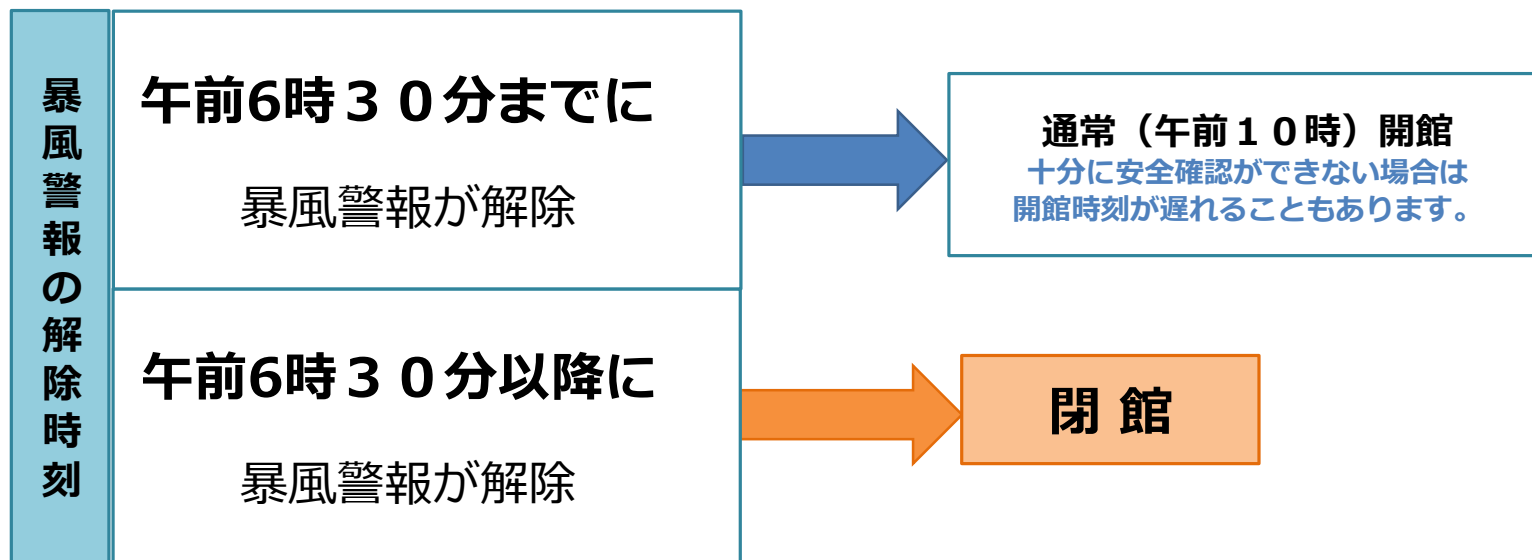 暴風警報の解除時刻
午前6時３０分までに
暴風警報が解除
通常（午前１０時）開館
十分に安全確認ができない場合は
開館時刻が遅れることもあります。
午前6時３０分以降に
暴風警報が解除
閉 館